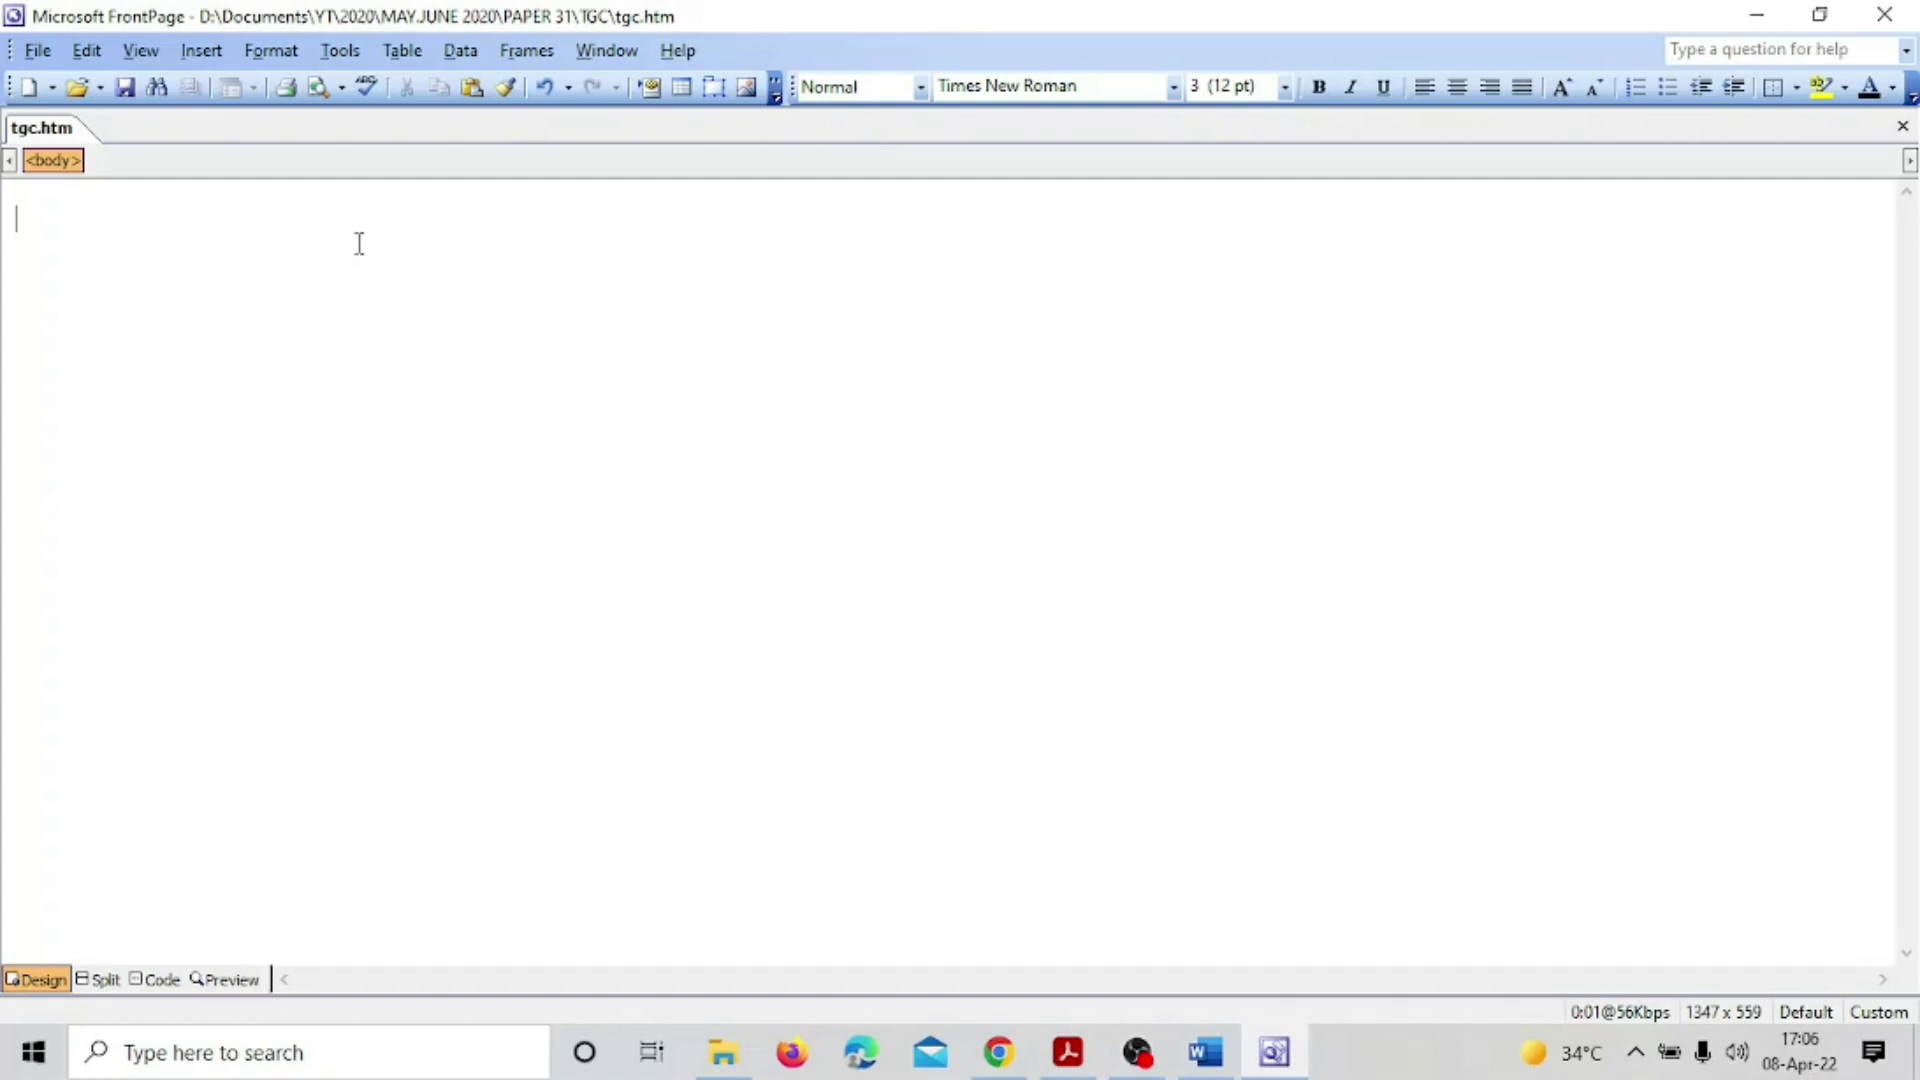 Microsoft FrontPage - D:\Documents\YT\2020\MAY.JUNE 2020\PAPER 31\TGC\tgc.htm
File Edit View Insert Format Tools Table Data Frames Window Help
Type a question for help
Normal Times New Roman 3 (12 pt) B I U
tgc.htm
<body>
Design Split Code Preview
0:01@56Kbps 1347 x 559 Default Custom
Type here to search
34°C
17:06
08-Apr-22